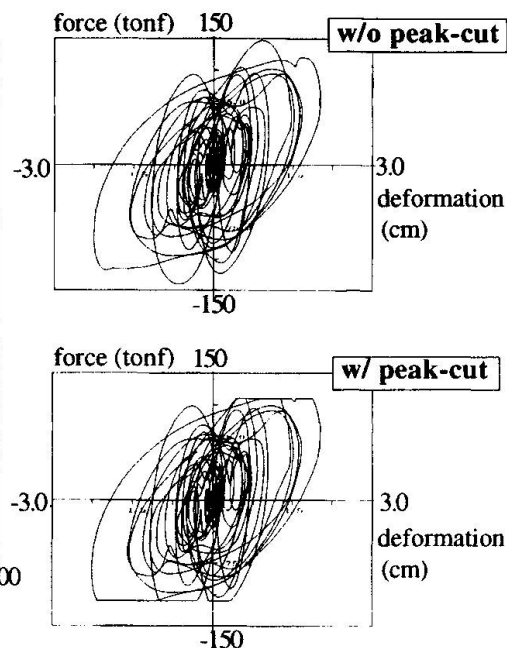 force (tonf) 150 w/o peak-cut
-3.0 3.0
deformation
(cm)
-150
force (tonf) 150 w/ peak-cut
-3.0 3.0
deformation
00 (cm)
-150